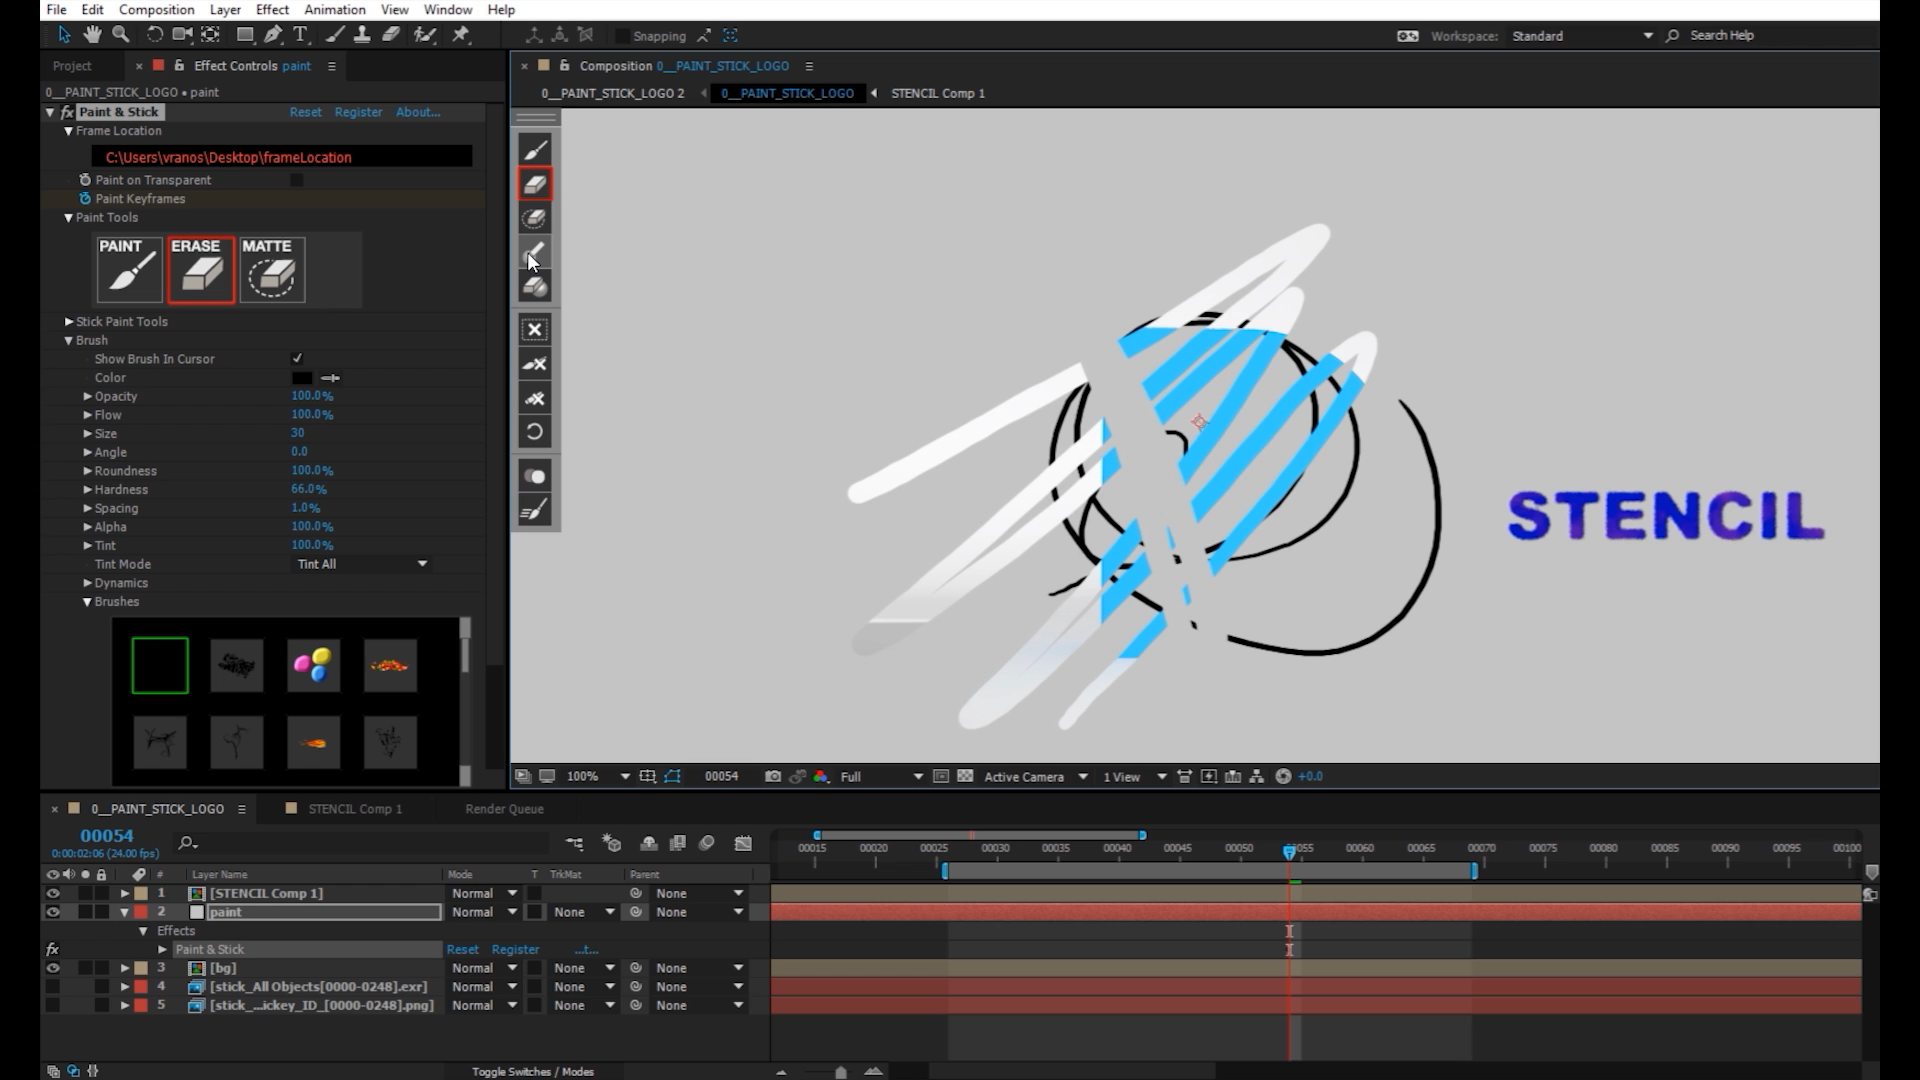 File Edit Composition Layer Effect Animation View Window Help
Snapping
Workspace: Standard Search Help
Project Effect Controls paint
Composition 0__PAINT_STICK_LOGO
0__PAINT_STICK_LOGO • paint
0__PAINT_STICK_LOGO 2 0__PAINT_STICK_LOGO STENCIL Comp 1
fx Paint & Stick Reset Register About...
Frame Location
C:\Users\vranos\Desktop\frameLocation
Paint on Transparent
Paint Keyframes
Paint Tools
PAINT ERASE MATTE
Stick Paint Tools
Brush
Show Brush In Cursor
Color
Opacity 100.0%
Flow 100.0%
Size 30
Angle 0.0
Roundness 100.0%
Hardness 66.0%
Spacing 1.0%
Alpha 100.0%
Tint 100.0%
Tint Mode Tint All
Dynamics
Brushes
STENCIL
100% 00054 Full Active Camera 1 View +0.0
0__PAINT_STICK_LOGO STENCIL Comp 1 Render Queue
00054
0:00:02:06 (24.00 fps)
00015 00020 00025 00030 00035 00040 00045 00050 00055 00060 00065 00070 00075 00080 00085 00090 00095 00100
# Layer Name Mode T TrkMat Parent
1 [STENCIL Comp 1] Normal None
2 paint Normal None None
Effects
fx Paint & Stick Reset Register ...t...
3 [bg] Normal None None
4 [stick_All Objects[0000-0248].exr] Normal None None
5 [stick_...ickey_ID_[0000-0248].png] Normal None None
Toggle Switches / Modes